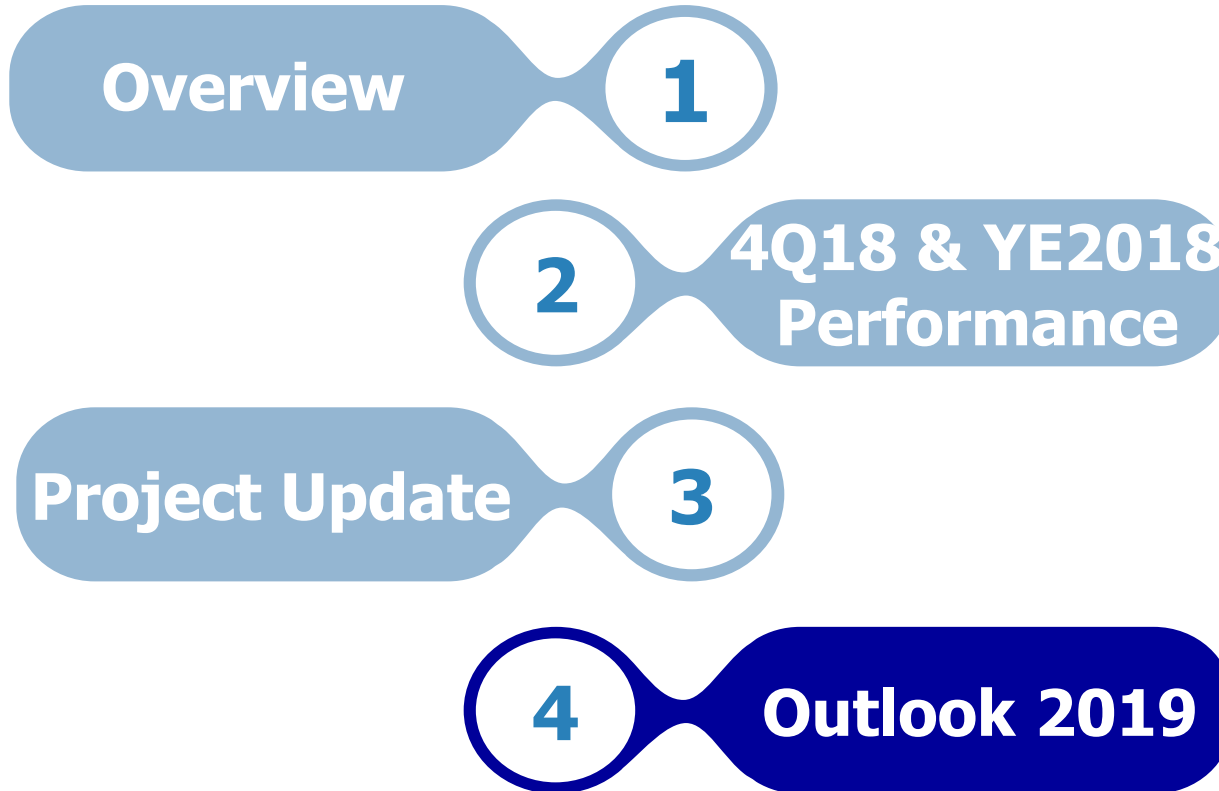 Overview
1
2
4Q18 & YE2018
Performance
Project Update
3
4
Outlook 2019